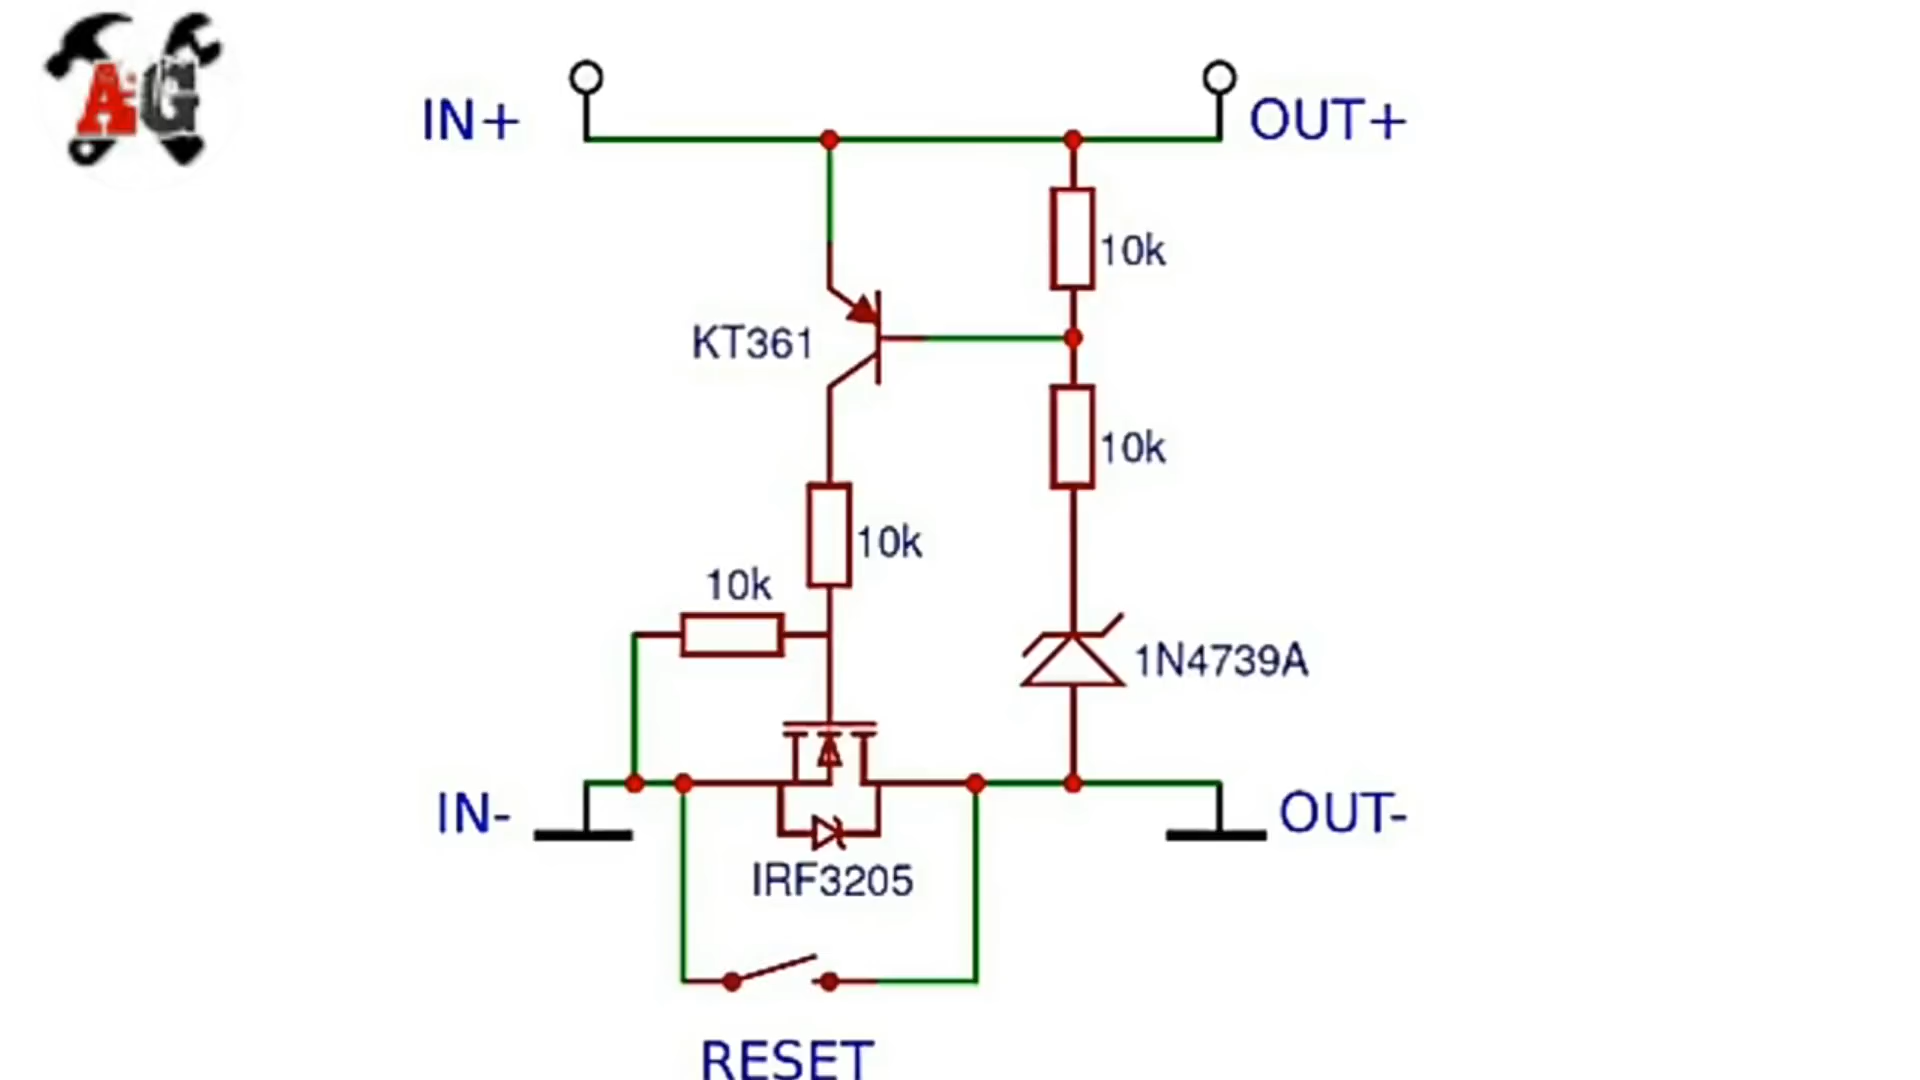 AG
IN+
OUT+
10k
KT361
10k
10k
10k
1N4739A
IN-
OUT-
IRF3205
RESET